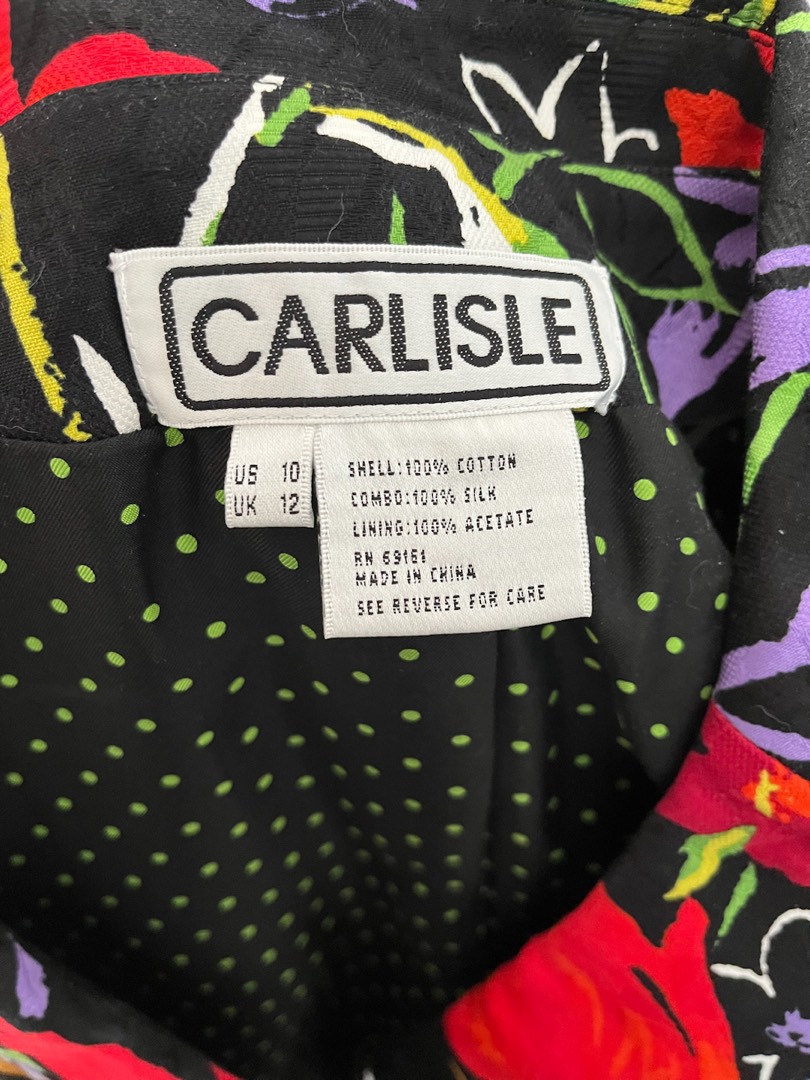 CARLISLE
US 10
UK 12
SHELL:100% COTTON
COMBO:100% SILK
LINING:100% ACETATE
RN 69161
MADE IN CHINA
SEE REVERSE FOR CARE